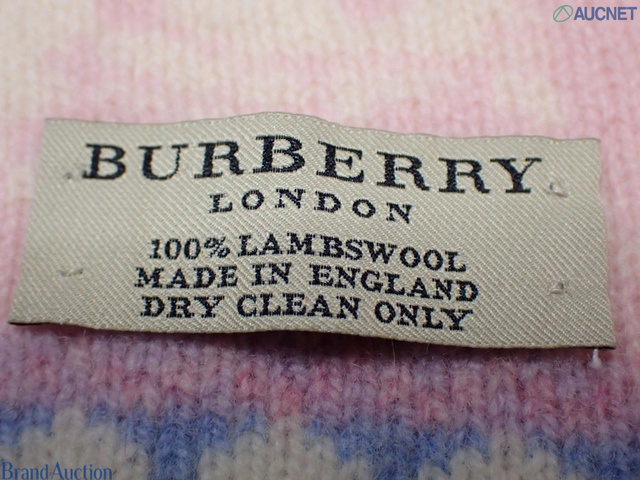 AUCNET
BURBERRY
LONDON
100% LAMBSWOOL
MADE IN ENGLAND
DRY CLEAN ONLY
BrandAuction